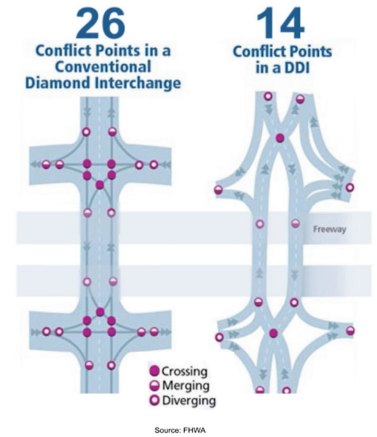 26
Conflict Points in a
Conventional
Diamond Interchange
14
Conflict Points
in a DDI
Freeway
Crossing
Merging
Diverging
Source: FHWA